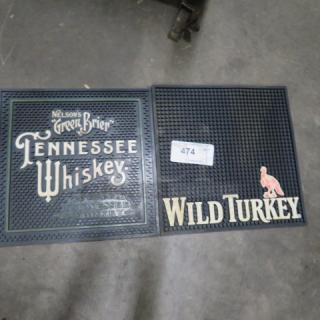 NELSON'S
Green Brier
TENNESSEE
Whiskey
474
WILD TURKEY